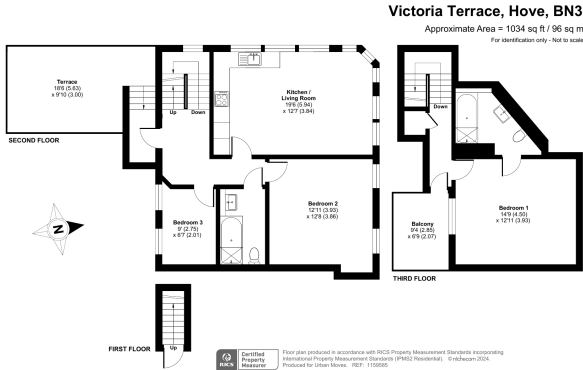 Victoria Terrace, Hove, BN3
Approximate Area = 1034 sq ft / 96 sq m
For identification only - Not to scale
Terrace
18'6 (5.63)
x 9'10 (3.00)
SECOND FLOOR
Up
Down
Kitchen /
Living Room
19'6 (5.94)
x 12'7 (3.84)
Bedroom 3
9' (2.75)
x 6'7 (2.01)
Bedroom 2
12'11 (3.93)
x 12'8 (3.86)
Down
Balcony
9'4 (2.85)
x 6'9 (2.07)
Bedroom 1
14'9 (4.50)
x 12'11 (3.93)
THIRD FLOOR
N
FIRST FLOOR
Up
RICS
Certified
Property
Measurer
Floor plan produced in accordance with RICS Property Measurement Standards incorporating
International Property Measurement Standards (IPMS2 Residential). © nichecom 2024.
Produced for Urban Moves. REF: 1159585